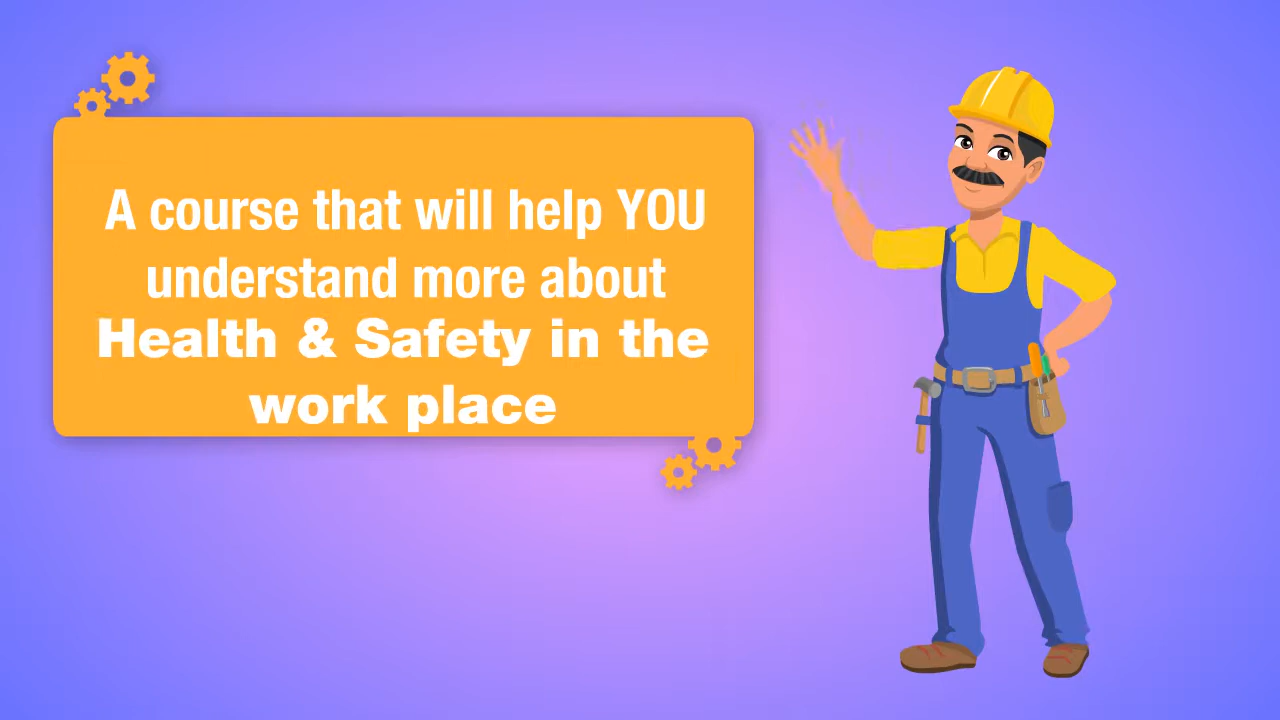 A course that will help YOU
understand more about
Health & Safety in the
work place